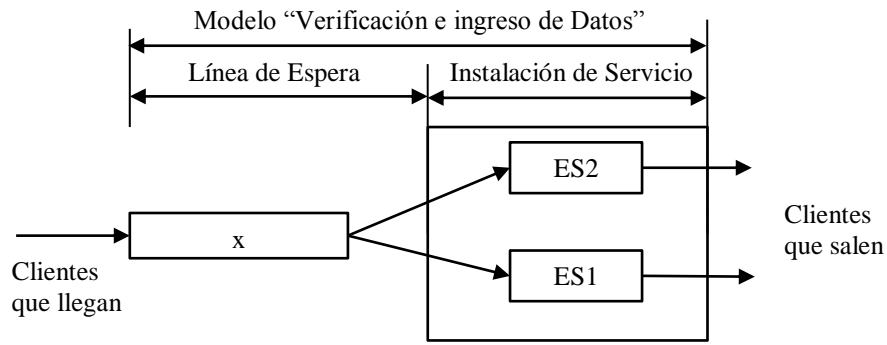 Modelo “Verificación e ingreso de Datos”
Línea de Espera
Instalación de Servicio
ES2
x
ES1
Clientes
que llegan
Clientes
que salen